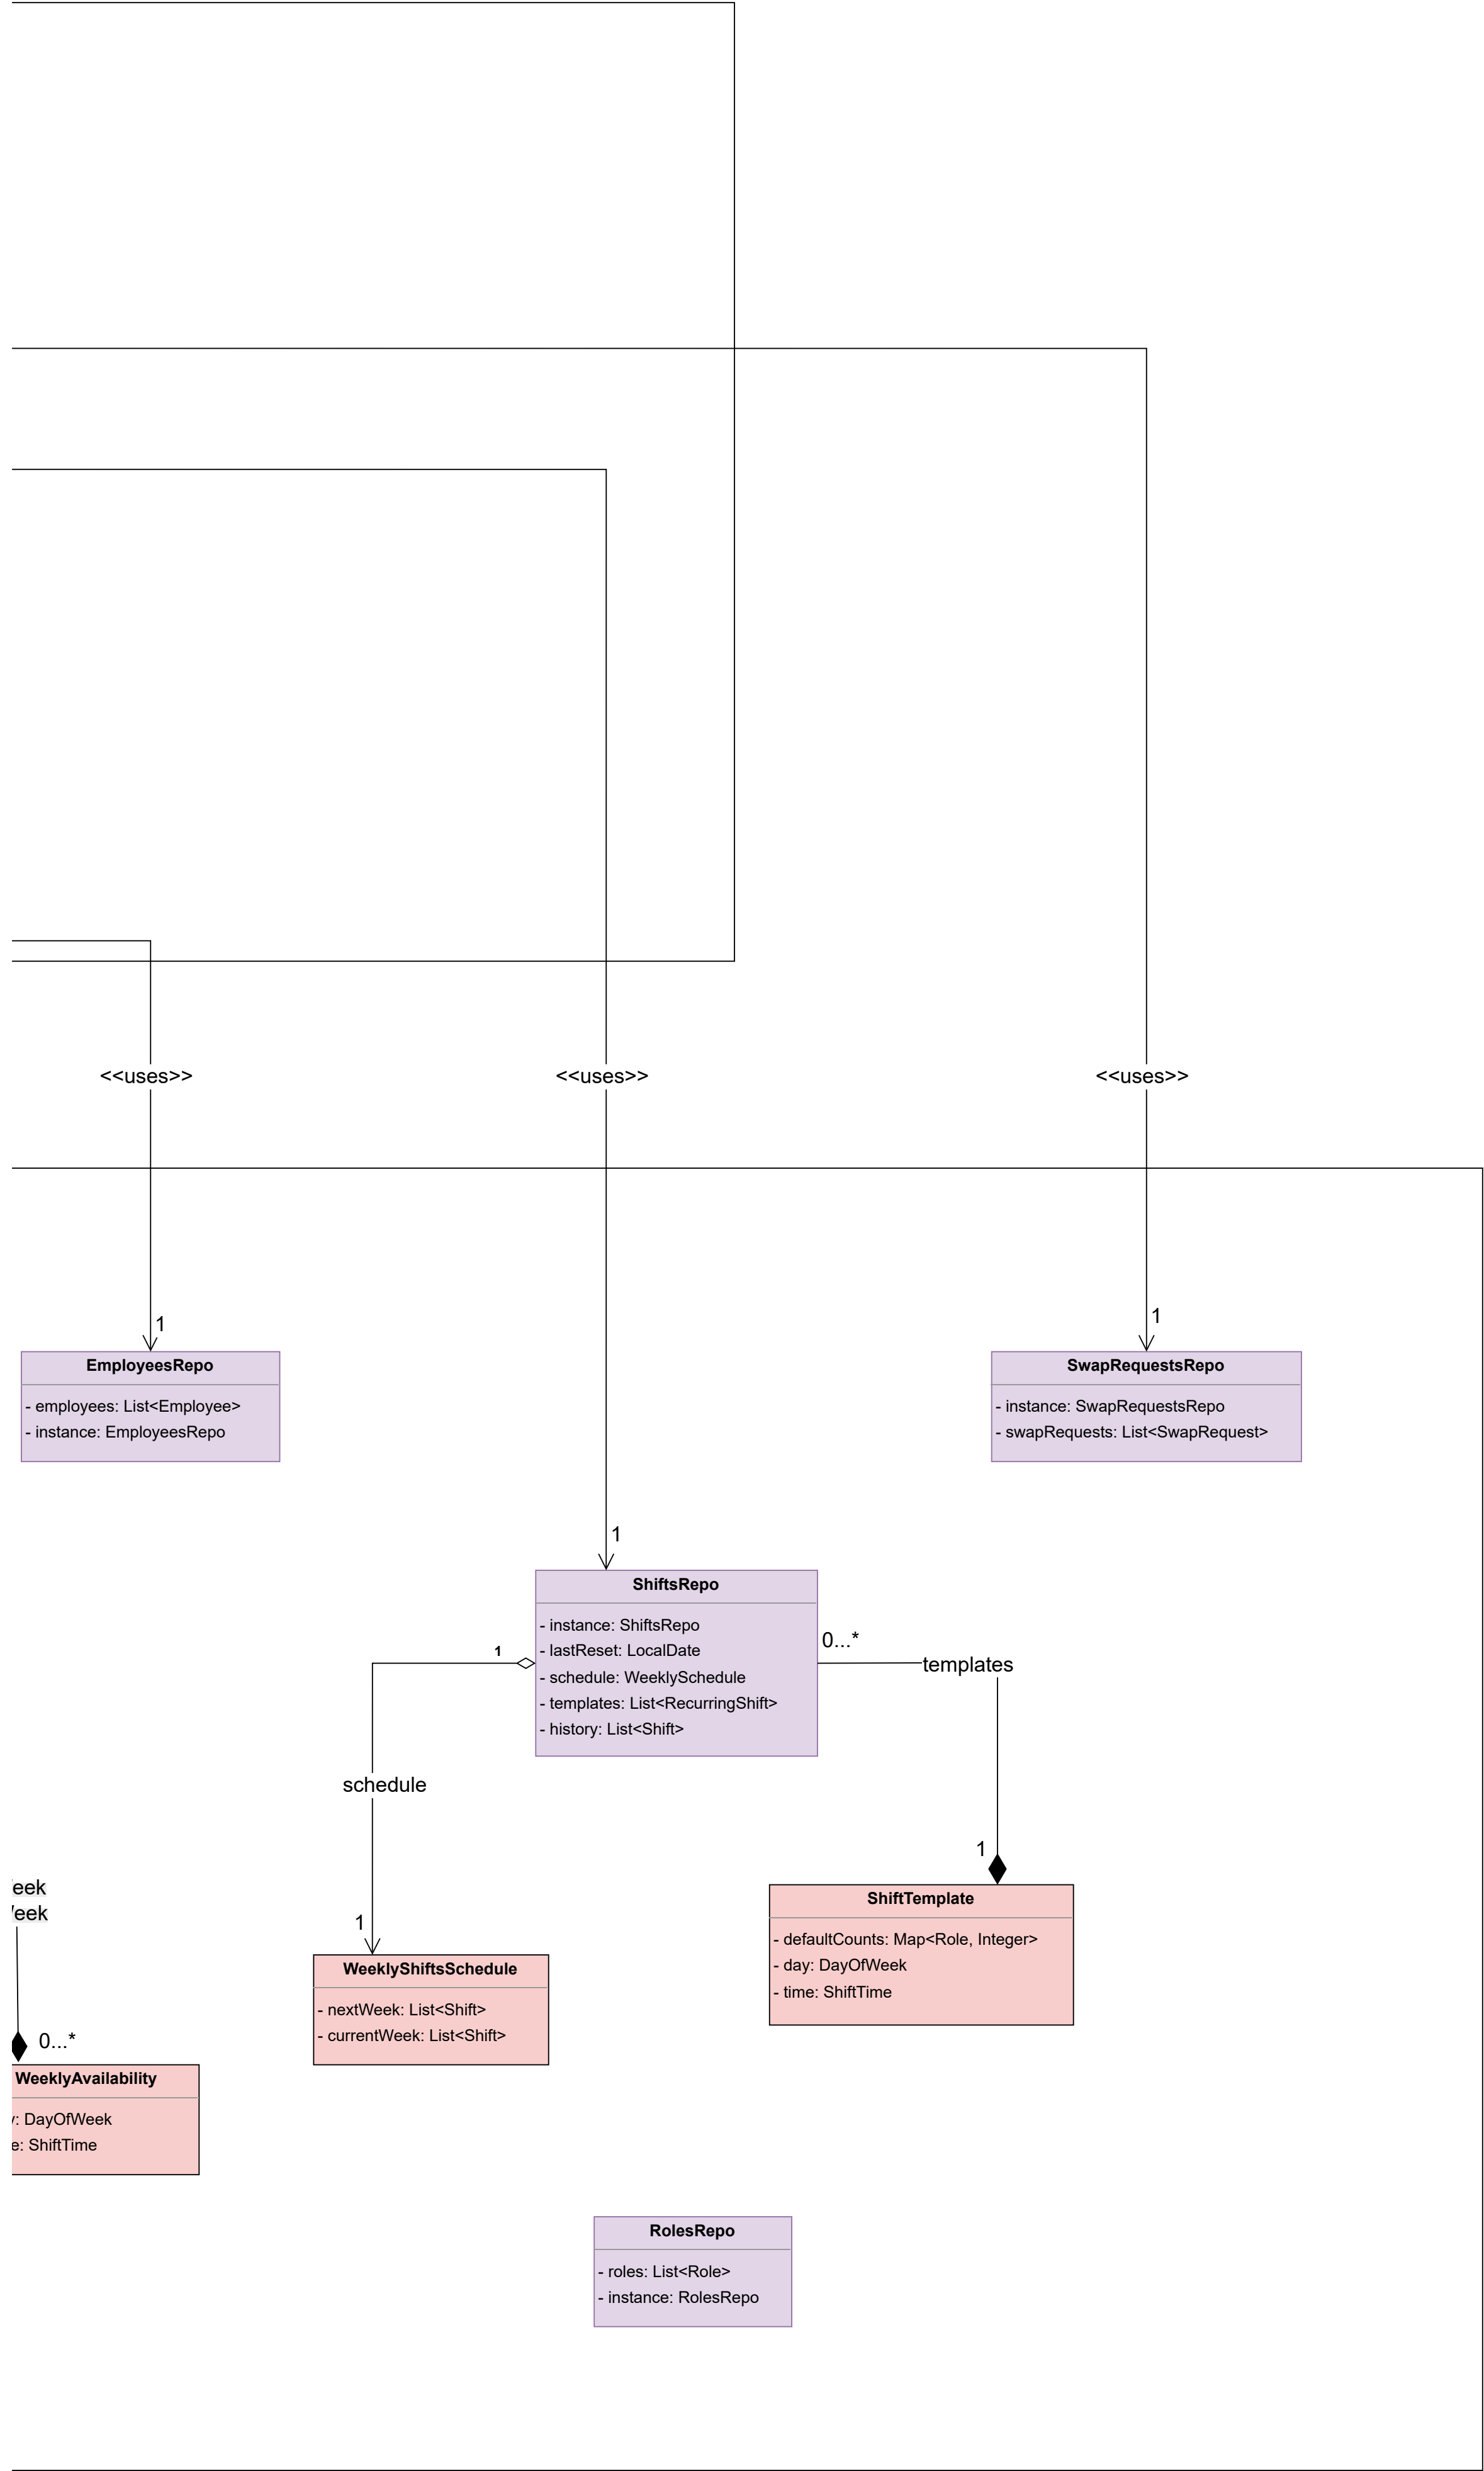 <<uses>>
<<uses>>
<<uses>>
1
1
EmployeesRepo
- employees: List<Employee>
- instance: EmployeesRepo
SwapRequestsRepo
- instance: SwapRequestsRepo
- swapRequests: List<SwapRequest>
1
ShiftsRepo
- instance: ShiftsRepo
- lastReset: LocalDate
- schedule: WeeklySchedule
- templates: List<RecurringShift>
- history: List<Shift>
1
0...*
templates
schedule
1
1
ShiftTemplate
- defaultCounts: Map<Role, Integer>
- day: DayOfWeek
- time: ShiftTime
WeeklyShiftsSchedule
- nextWeek: List<Shift>
- currentWeek: List<Shift>
eek
eek
0...*
WeeklyAvailability
: DayOfWeek
e: ShiftTime
RolesRepo
- roles: List<Role>
- instance: RolesRepo